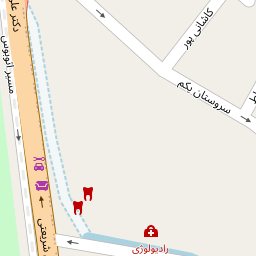 کاشانی پور
دکتر علی
مسیر اتوبوس
سروستان یکم
شریعتی
رادیولوژی